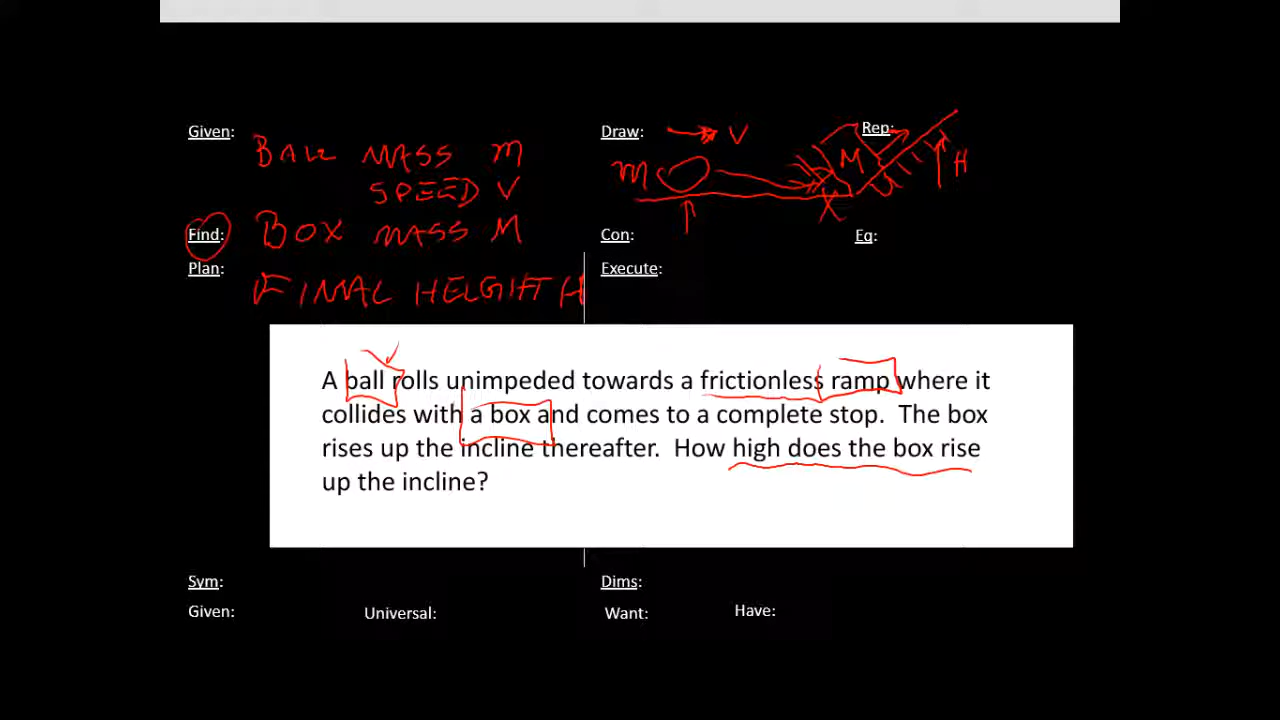 Given:
BALL MASS m
SPEED V
Find: BOX MASS M
Plan: FINAL HEIGHT H
Draw: V
Rep:
m M H
Con:
Eq:
Execute:
A ball rolls unimpeded towards a frictionless ramp where it
collides with a box and comes to a complete stop. The box
rises up the incline thereafter. How high does the box rise
up the incline?
Sym:
Dims:
Given: Universal: Want: Have: